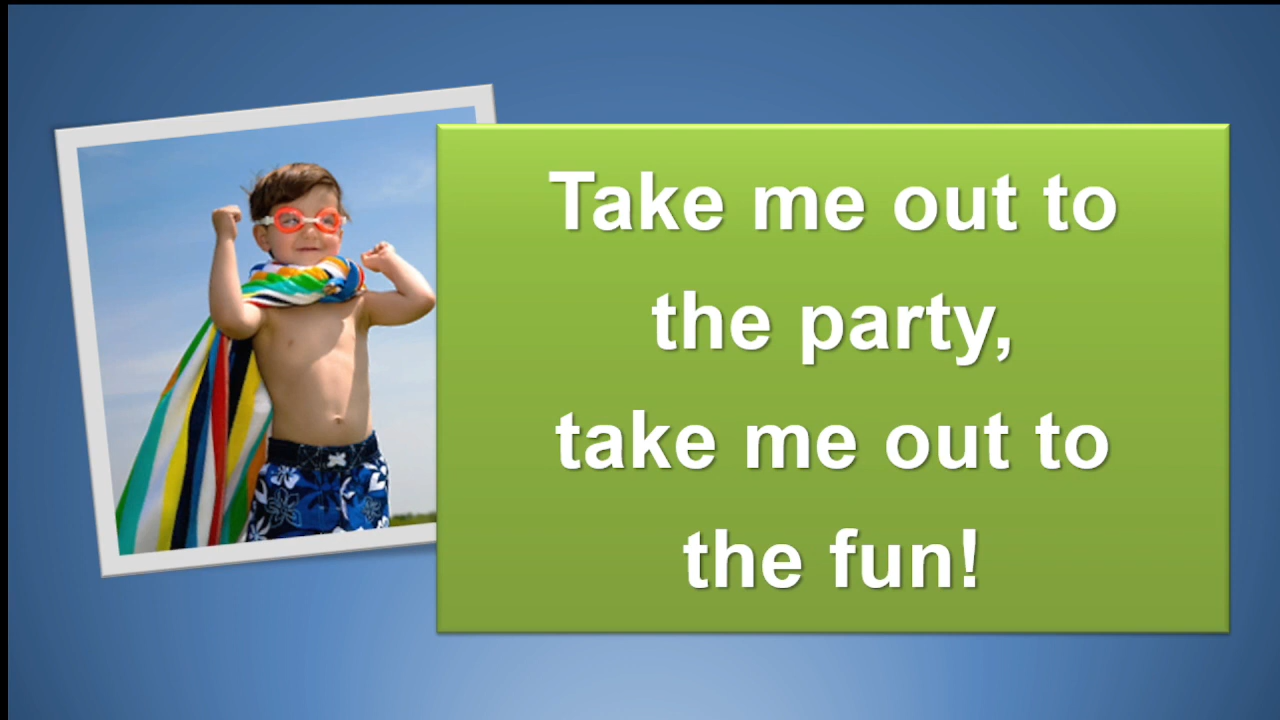 Take me out to
the party,
take me out to
the fun!